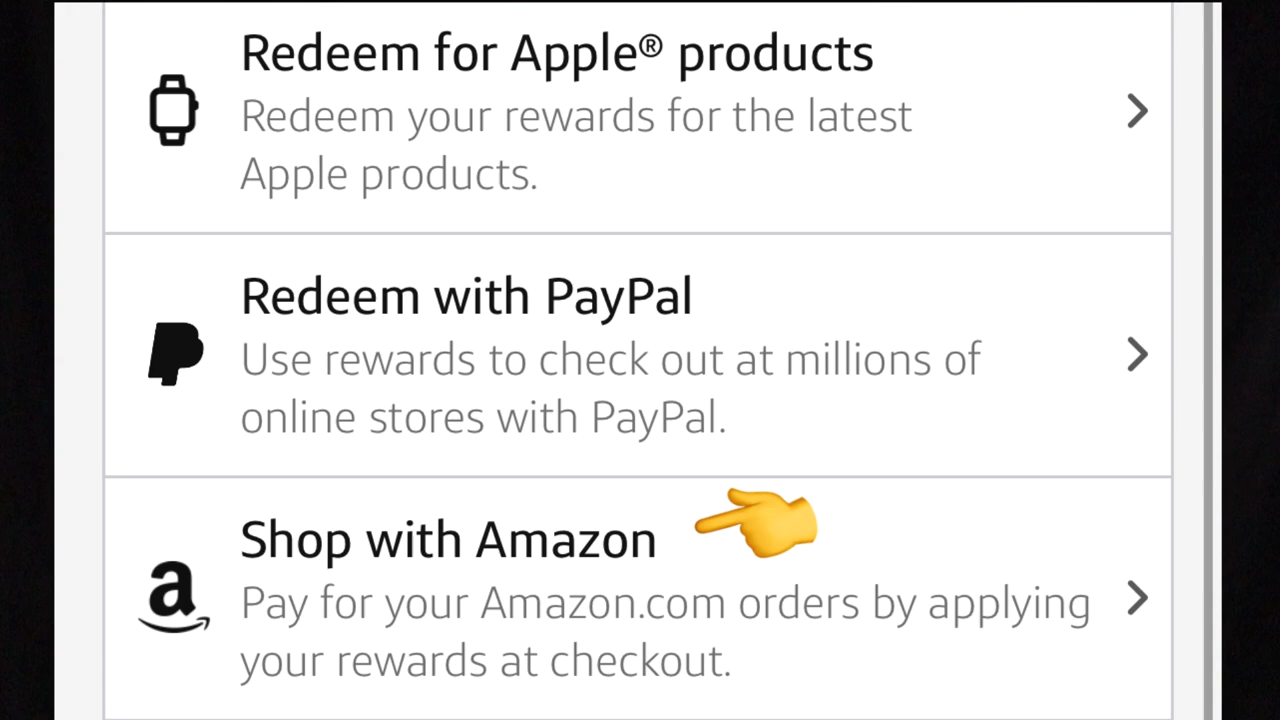 Redeem for Apple® products
Redeem your rewards for the latest
Apple products.
Redeem with PayPal
Use rewards to check out at millions of
online stores with PayPal.
Shop with Amazon
Pay for your Amazon.com orders by applying
your rewards at checkout.